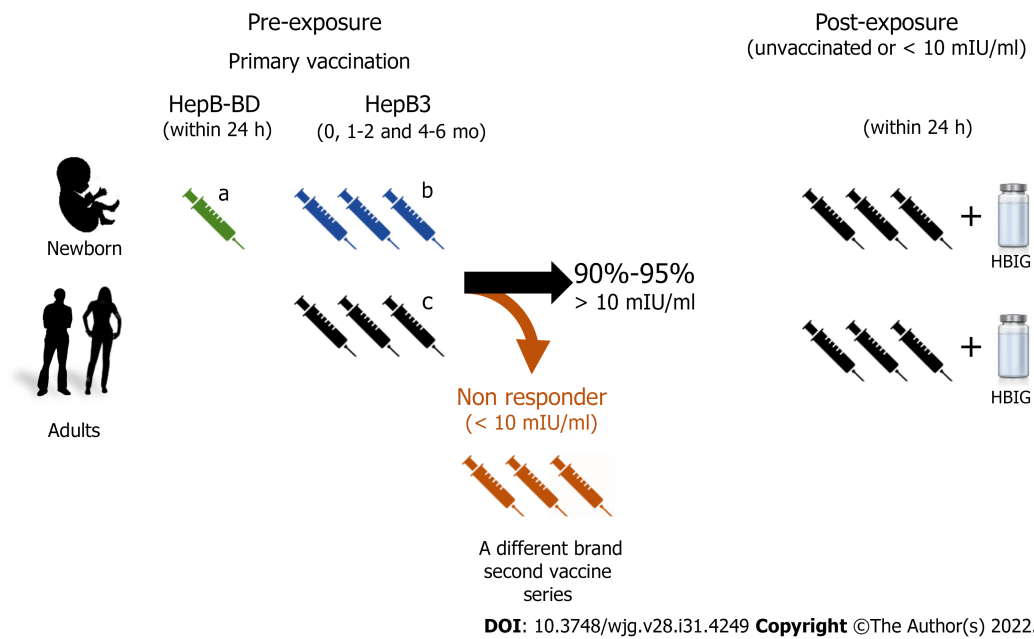 Pre-exposure
Post-exposure
(unvaccinated or < 10 mIU/ml)
Primary vaccination
HepB-BD
(within 24 h)
HepB3
(0, 1-2 and 4-6 mo)
(within 24 h)
a
b
+
HBIG
Newborn
90%-95%
> 10 mIU/ml
c
+
HBIG
Adults
Non responder
(< 10 mIU/ml)
A different brand
second vaccine
series
DOI: 10.3748/wjg.v28.i31.4249 Copyright ©The Author(s) 2022.